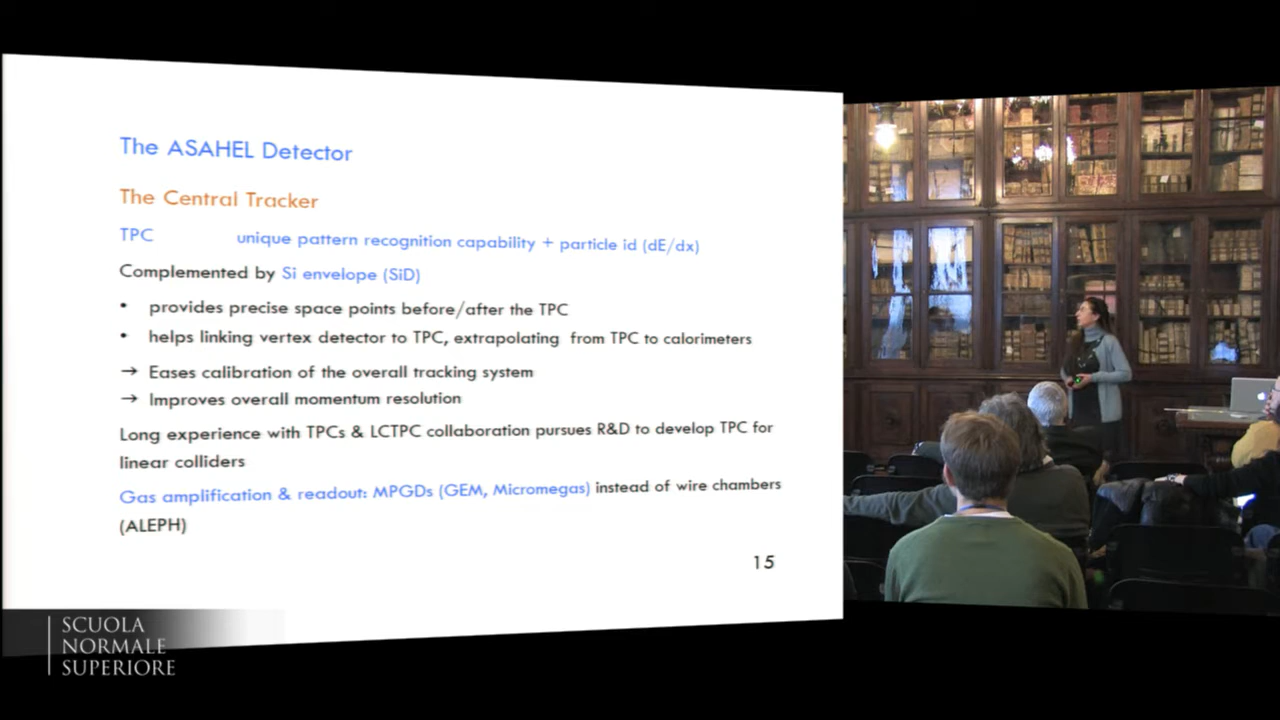 The ASAHEL Detector
The Central Tracker
TPC unique pattern recognition capability + particle id (dE/dx)
Complemented by Si envelope (SiD)
• provides precise space points before/after the TPC
• helps linking vertex detector to TPC, extrapolating from TPC to calorimeters
→ Eases calibration of the overall tracking system
→ Improves overall momentum resolution
Long experience with TPCs & LCTPC collaboration pursues R&D to develop TPC for
linear colliders
Gas amplification & readout: MPGDs (GEM, Micromegas) instead of wire chambers
(ALEPH)
15
SCUOLA
NORMALE
SUPERIORE